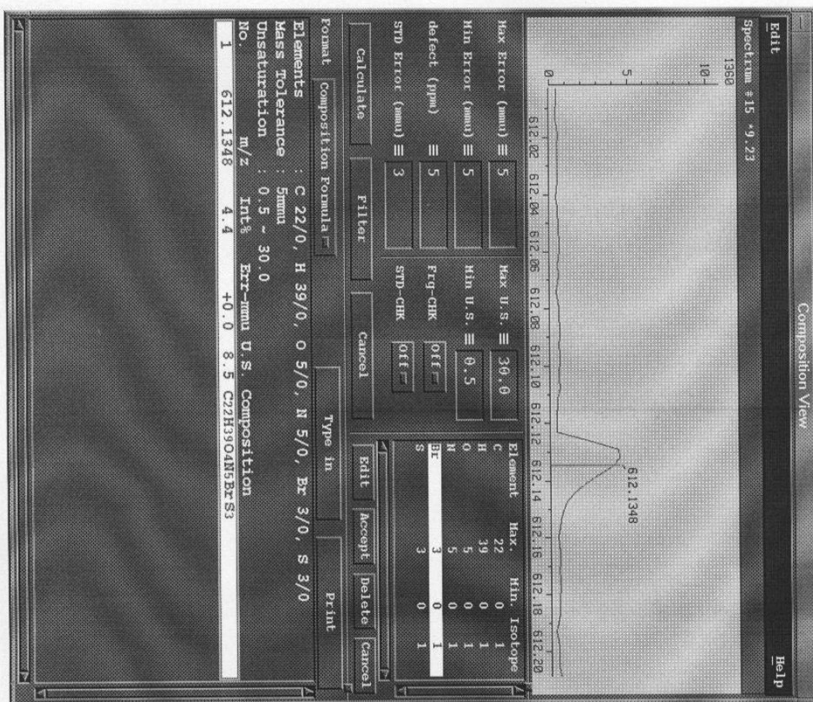 Composition View
Edit Help
Spectrum #15 *9.23
1360
10
5
0
612.1348
612.02 612.04 612.06 612.08 612.10 612.12 612.14 612.16 612.18 612.20
Max Error (mmu) 5 Max U.S. 30.0
Min Error (mmu) 5 Min U.S. 0.5
defect (ppm) 5 Frg-CHK Off
STD Error (mmu) 3 STD-CHK Off
Element Max. Min. Isotope
C 22 0 1
H 39 0 1
O 5 0 1
N 5 0 1
Br 3 0 1
S 3 0 1
Calculate Filter Cancel Edit Accept Delete Cancel
Format Composition Formula Type in Print
Elements : C 22/0, H 39/0, O 5/0, N 5/0, Br 3/0, S 3/0
Mass Tolerance : 5mmu
Unsaturation : 0.5 ~ 30.0
No. m/z Int% Err-mmu U.S. Composition
1 612.1348 4.4 +0.0 8.5 C22H39O4N5BrS3